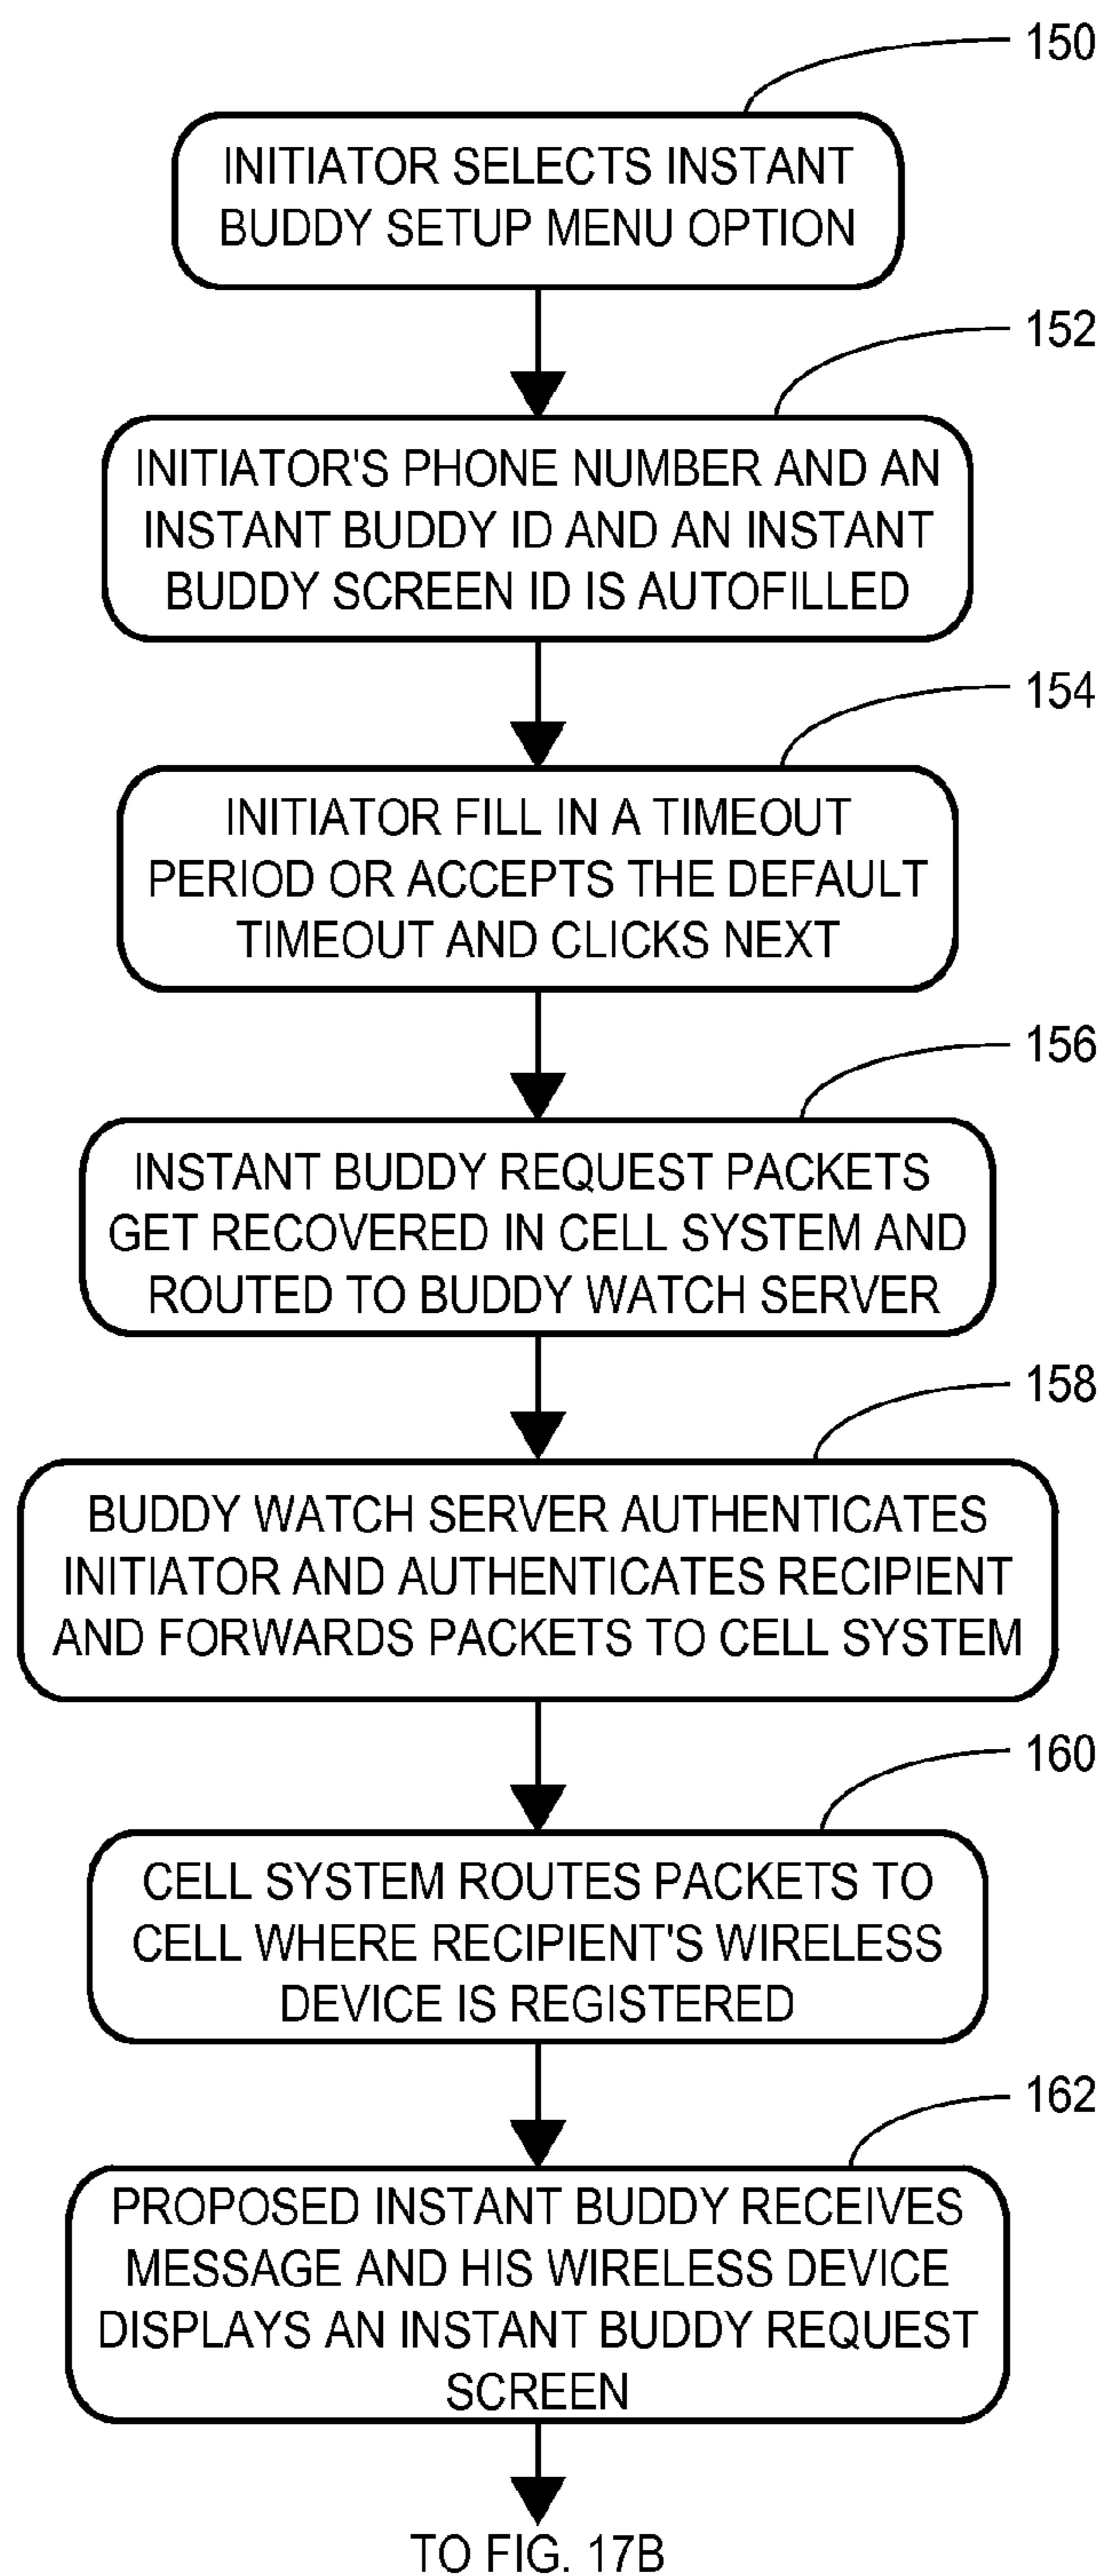 150
INITIATOR SELECTS INSTANT
BUDDY SETUP MENU OPTION
152
INITIATOR'S PHONE NUMBER AND AN
INSTANT BUDDY ID AND AN INSTANT
BUDDY SCREEN ID IS AUTOFILLED
154
INITIATOR FILL IN A TIMEOUT
PERIOD OR ACCEPTS THE DEFAULT
TIMEOUT AND CLICKS NEXT
156
INSTANT BUDDY REQUEST PACKETS
GET RECOVERED IN CELL SYSTEM AND
ROUTED TO BUDDY WATCH SERVER
158
BUDDY WATCH SERVER AUTHENTICATES
INITIATOR AND AUTHENTICATES RECIPIENT
AND FORWARDS PACKETS TO CELL SYSTEM
160
CELL SYSTEM ROUTES PACKETS TO
CELL WHERE RECIPIENT'S WIRELESS
DEVICE IS REGISTERED
162
PROPOSED INSTANT BUDDY RECEIVES
MESSAGE AND HIS WIRELESS DEVICE
DISPLAYS AN INSTANT BUDDY REQUEST
SCREEN
TO FIG. 17B